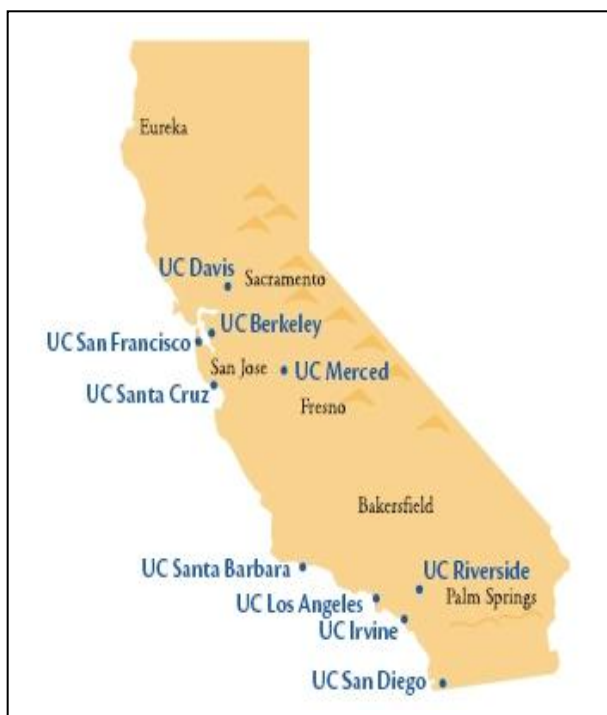 Eureka
UC Davis
Sacramento
UC Berkeley
UC San Francisco
San Jose
UC Merced
UC Santa Cruz
Fresno
Bakersfield
UC Santa Barbara
UC Riverside
UC Los Angeles
Palm Springs
UC Irvine
UC San Diego